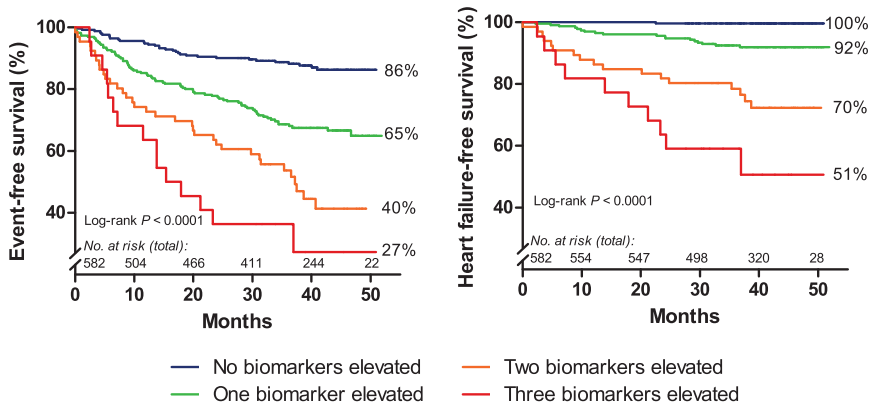 Event-free survival (%)
100
80
60
40
86%
65%
40%
27%
Log-rank P < 0.0001
No. at risk (total):
582 504 466 411 244 22
0 10 20 30 40 50
Months
Heart failure-free survival (%)
100
80
60
40
100%
92%
70%
51%
Log-rank P < 0.0001
No. at risk (total):
582 554 547 498 320 28
0 10 20 30 40 50
Months
No biomarkers elevated
One biomarker elevated
Two biomarkers elevated
Three biomarkers elevated